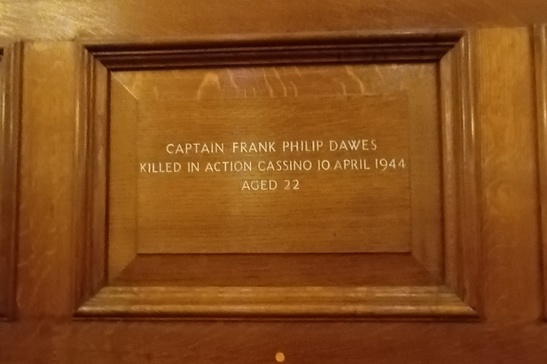 CAPTAIN FRANK PHILIP DAWES
KILLED IN ACTION CASSINO 10 APRIL 1944
AGED 22